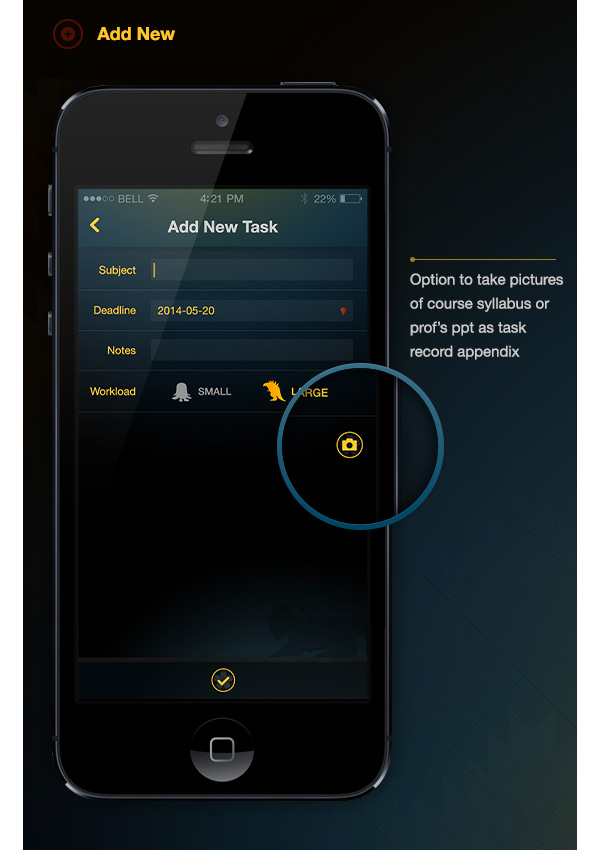 Add New
BELL 4:21 PM 22%
Add New Task
Subject
Deadline 2014-05-20
Notes
Workload SMALL LARGE
Option to take pictures
of course syllabus or
prof's ppt as task
record appendix